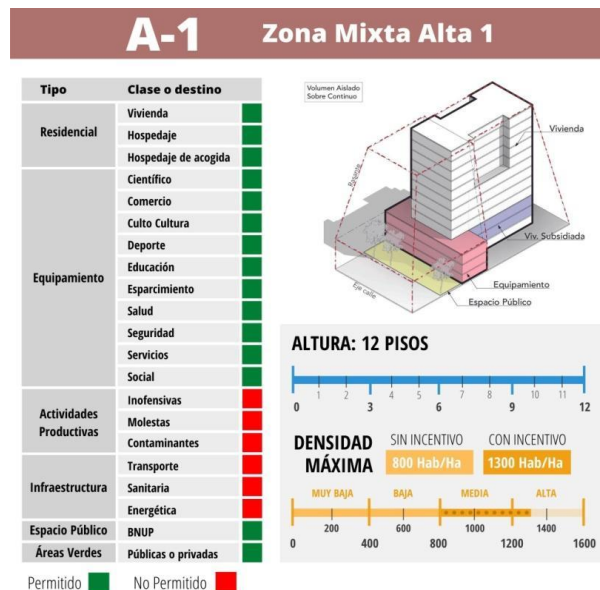 A-1 Zona Mixta Alta 1
Tipo Clase o destino
Residencial
Vivienda
Hospedaje
Hospedaje de acogida
Equipamiento
Científico
Comercio
Culto Cultura
Deporte
Educación
Esparcimiento
Salud
Seguridad
Servicios
Social
Actividades
Productivas
Inofensivas
Molestas
Contaminantes
Infraestructura
Transporte
Sanitaria
Energética
Espacio Público BNUP
Áreas Verdes Públicas o privadas
Permitido No Permitido
Volumen Aislado
Sobre Continuo
Vivienda
Rasante
Viv. Subsidiada
Equipamiento
Espacio Público
Eje calle
ALTURA: 12 PISOS
1 2 4 5 7 8 10 11
0 3 6 9 12
DENSIDAD
MÁXIMA
SIN INCENTIVO
800 Hab/Ha
CON INCENTIVO
1300 Hab/Ha
MUY BAJA BAJA MEDIA ALTA
200 600 1000 1400
0 400 800 1200 1600